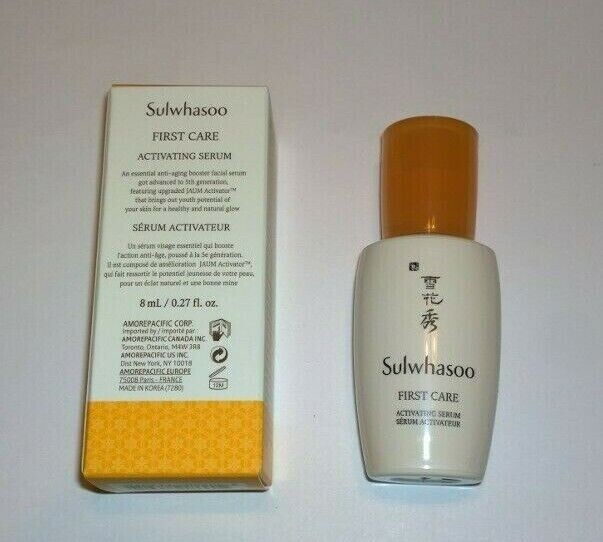 Sulwhasoo
FIRST CARE
ACTIVATING SERUM
An essential anti-aging booster facial serum
got advanced to 5th generation,
featuring upgraded JAUM Activator™
that brings out youth potential of
your skin for a healthy and natural glow
SÉRUM ACTIVATEUR
Un sérum visage essentiel qui booste
l'action anti-âge, poussé à la 5e génération.
Il est composé de amélioration JAUM Activator™,
qui fait ressortir le potentiel jeunesse de votre peau,
pour un éclat naturel et une bonne mine
8 mL / 0.27 fl. oz.
AMOREPACIFIC CORP.
Imported by / importé par:
AMOREPACIFIC CANADA INC.
Toronto, Ontario, M4W 3R8
AMOREPACIFIC US INC.
Dist New York, NY 10018
AMOREPACIFIC EUROPE
75008 Paris - FRANCE
MADE IN KOREA (7280)
12M
雪
花
秀
Sulwhasoo
FIRST CARE
ACTIVATING SERUM
SÉRUM ACTIVATEUR